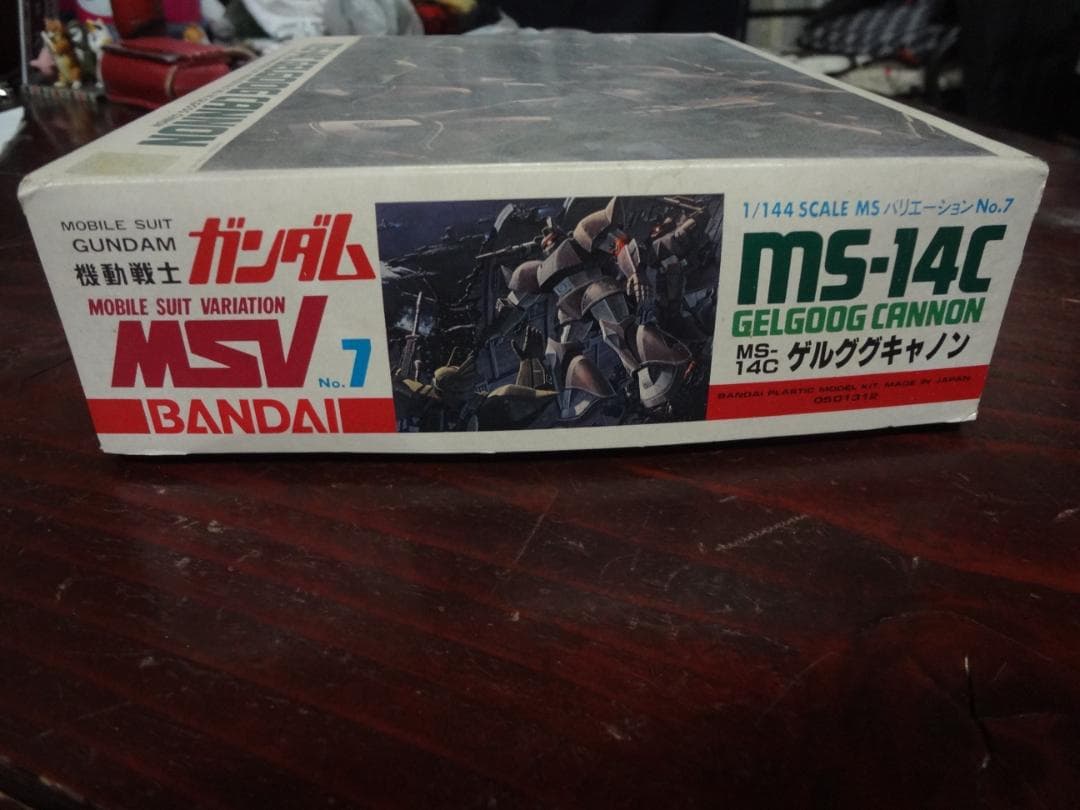 GELGOOG CANNON
MOBILE SUIT
GUNDAM
機動戦士
ガンダム
MOBILE SUIT VARIATION
MSV
No.7
BANDAI
1/144 SCALE MS バリエーション No.7
MS-14C
GELGOOG CANNON
MS-14C ゲルググキャノン
BANDAI PLASTIC MODEL KIT. MADE IN JAPAN
0501312